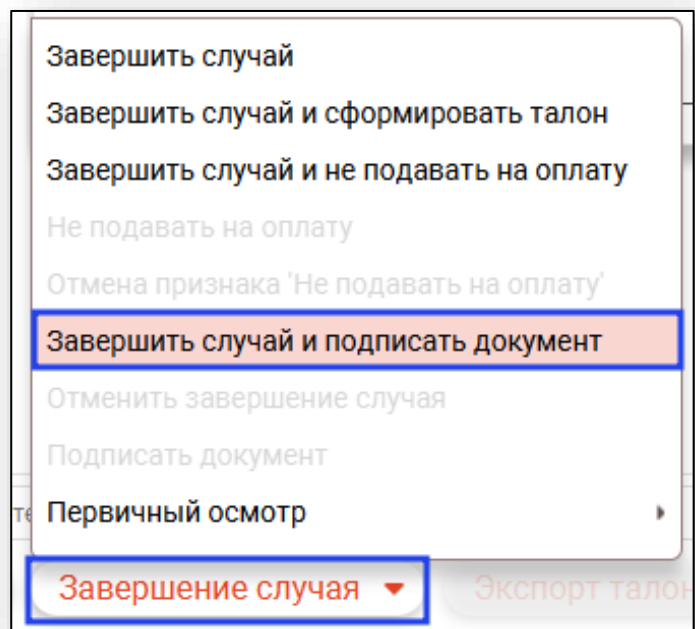 Завершить случай
Завершить случай и сформировать талон
Завершить случай и не подавать на оплату
Не подавать на оплату
Отмена признака 'Не подавать на оплату'
Завершить случай и подписать документ
Отменить завершение случая
Подписать документ
Первичный осмотр
Завершение случая
Экспорт талон